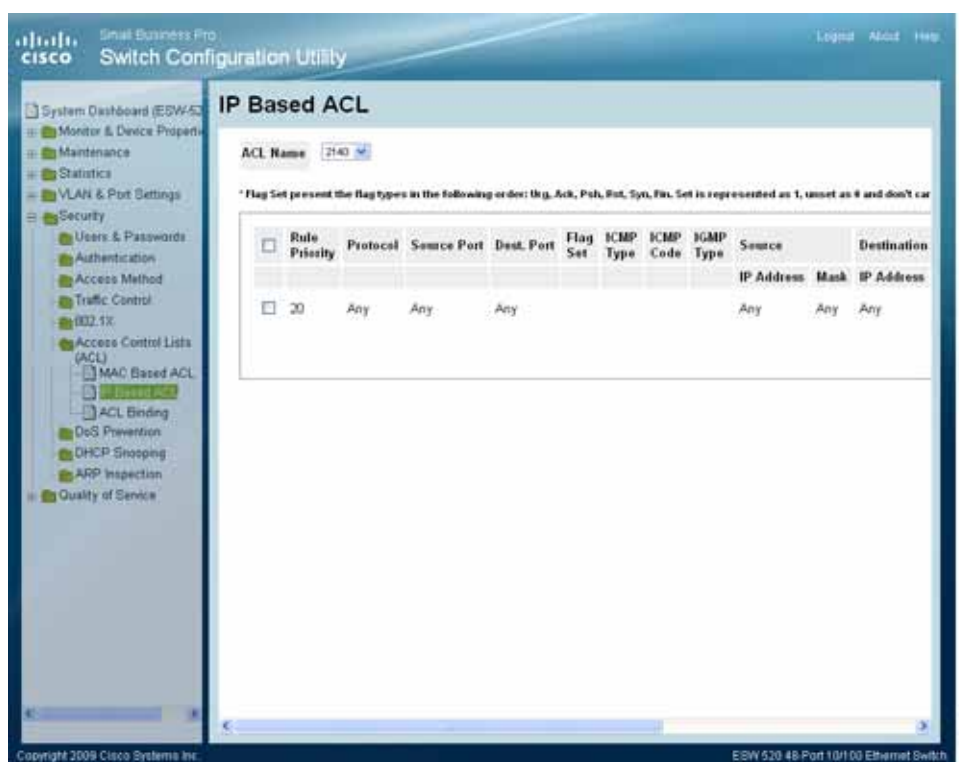 Small Business Pro
cisco Switch Configuration Utility
Logout About Help
System Dashboard (ESW-52
Monitor & Device Properti
Maintenance
Statistics
VLAN & Port Settings
Security
Users & Passwords
Authentication
Access Method
Traffic Control
802.1X
Access Control Lists
(ACL)
MAC Based ACL
IP Based ACL
ACL Binding
DoS Prevention
DHCP Snooping
ARP Inspection
Quality of Service
IP Based ACL
ACL Name 2140
* Flag Set present the flag types in the following order: Urg, Ack, Psh, Rst, Syn, Fin. Set is represented as 1, unset as 0 and don't car
Rule Priority Protocol Source Port Dest. Port Flag Set ICMP Type ICMP Code IGMP Type Source Destination
IP Address Mask IP Address
20 Any Any Any Any Any Any
Copyright 2009 Cisco Systems Inc.
ESW 520 48-Port 10/100 Ethernet Switch